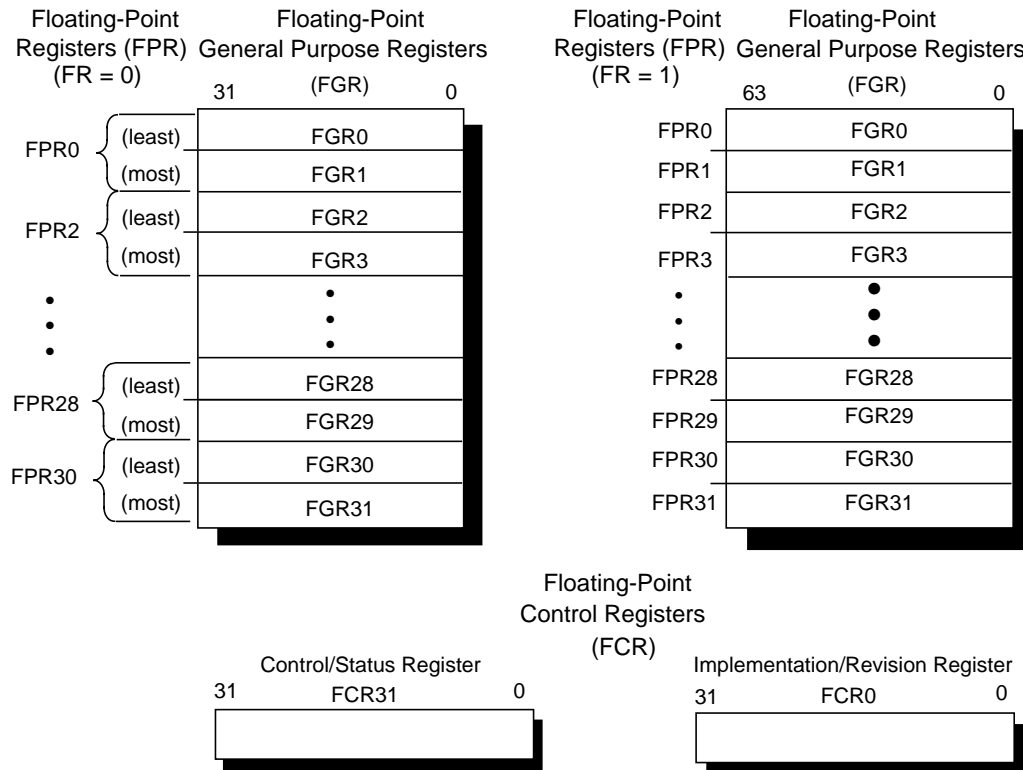 Floating-Point
Registers (FPR)
(FR = 0)
Floating-Point
General Purpose Registers
(FGR)
31
0
FPR0
(least)
FGR0
(most)
FGR1
FPR2
(least)
FGR2
(most)
FGR3
FPR28
(least)
FGR28
(most)
FGR29
FPR30
(least)
FGR30
(most)
FGR31
Floating-Point
Registers (FPR)
(FR = 1)
Floating-Point
General Purpose Registers
(FGR)
63
0
FPR0
FGR0
FPR1
FGR1
FPR2
FGR2
FPR3
FGR3
FPR28
FGR28
FPR29
FGR29
FPR30
FGR30
FPR31
FGR31
Floating-Point
Control Registers
(FCR)
Control/Status Register
31
FCR31
0
Implementation/Revision Register
31
FCR0
0